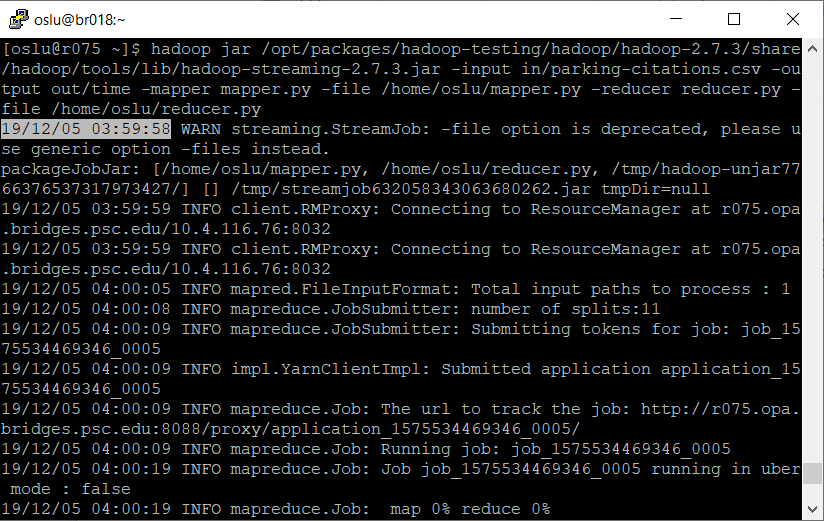 oslu@br018:~
[oslu@r075 ~]$ hadoop jar /opt/packages/hadoop-testing/hadoop/hadoop-2.7.3/share
/hadoop/tools/lib/hadoop-streaming-2.7.3.jar -input in/parking-citations.csv -ou
tput out/time -mapper mapper.py -file /home/oslu/mapper.py -reducer reducer.py -
file /home/oslu/reducer.py
19/12/05 03:59:58 WARN streaming.StreamJob: -file option is deprecated, please u
se generic option -files instead.
packageJobJar: [/home/oslu/mapper.py, /home/oslu/reducer.py, /tmp/hadoop-unjar77
66376537317973427/] [] /tmp/streamjob632058343063680262.jar tmpDir=null
19/12/05 03:59:59 INFO client.RMProxy: Connecting to ResourceManager at r075.opa
.bridges.psc.edu/10.4.116.76:8032
19/12/05 03:59:59 INFO client.RMProxy: Connecting to ResourceManager at r075.opa
.bridges.psc.edu/10.4.116.76:8032
19/12/05 04:00:05 INFO mapred.FileInputFormat: Total input paths to process : 1
19/12/05 04:00:08 INFO mapreduce.JobSubmitter: number of splits:11
19/12/05 04:00:09 INFO mapreduce.JobSubmitter: Submitting tokens for job: job_15
75534469346_0005
19/12/05 04:00:09 INFO impl.YarnClientImpl: Submitted application application_15
75534469346_0005
19/12/05 04:00:09 INFO mapreduce.Job: The url to track the job: http://r075.opa.
bridges.psc.edu:8088/proxy/application_1575534469346_0005/
19/12/05 04:00:09 INFO mapreduce.Job: Running job: job_1575534469346_0005
19/12/05 04:00:19 INFO mapreduce.Job: Job job_1575534469346_0005 running in uber
 mode : false
19/12/05 04:00:19 INFO mapreduce.Job:  map 0% reduce 0%